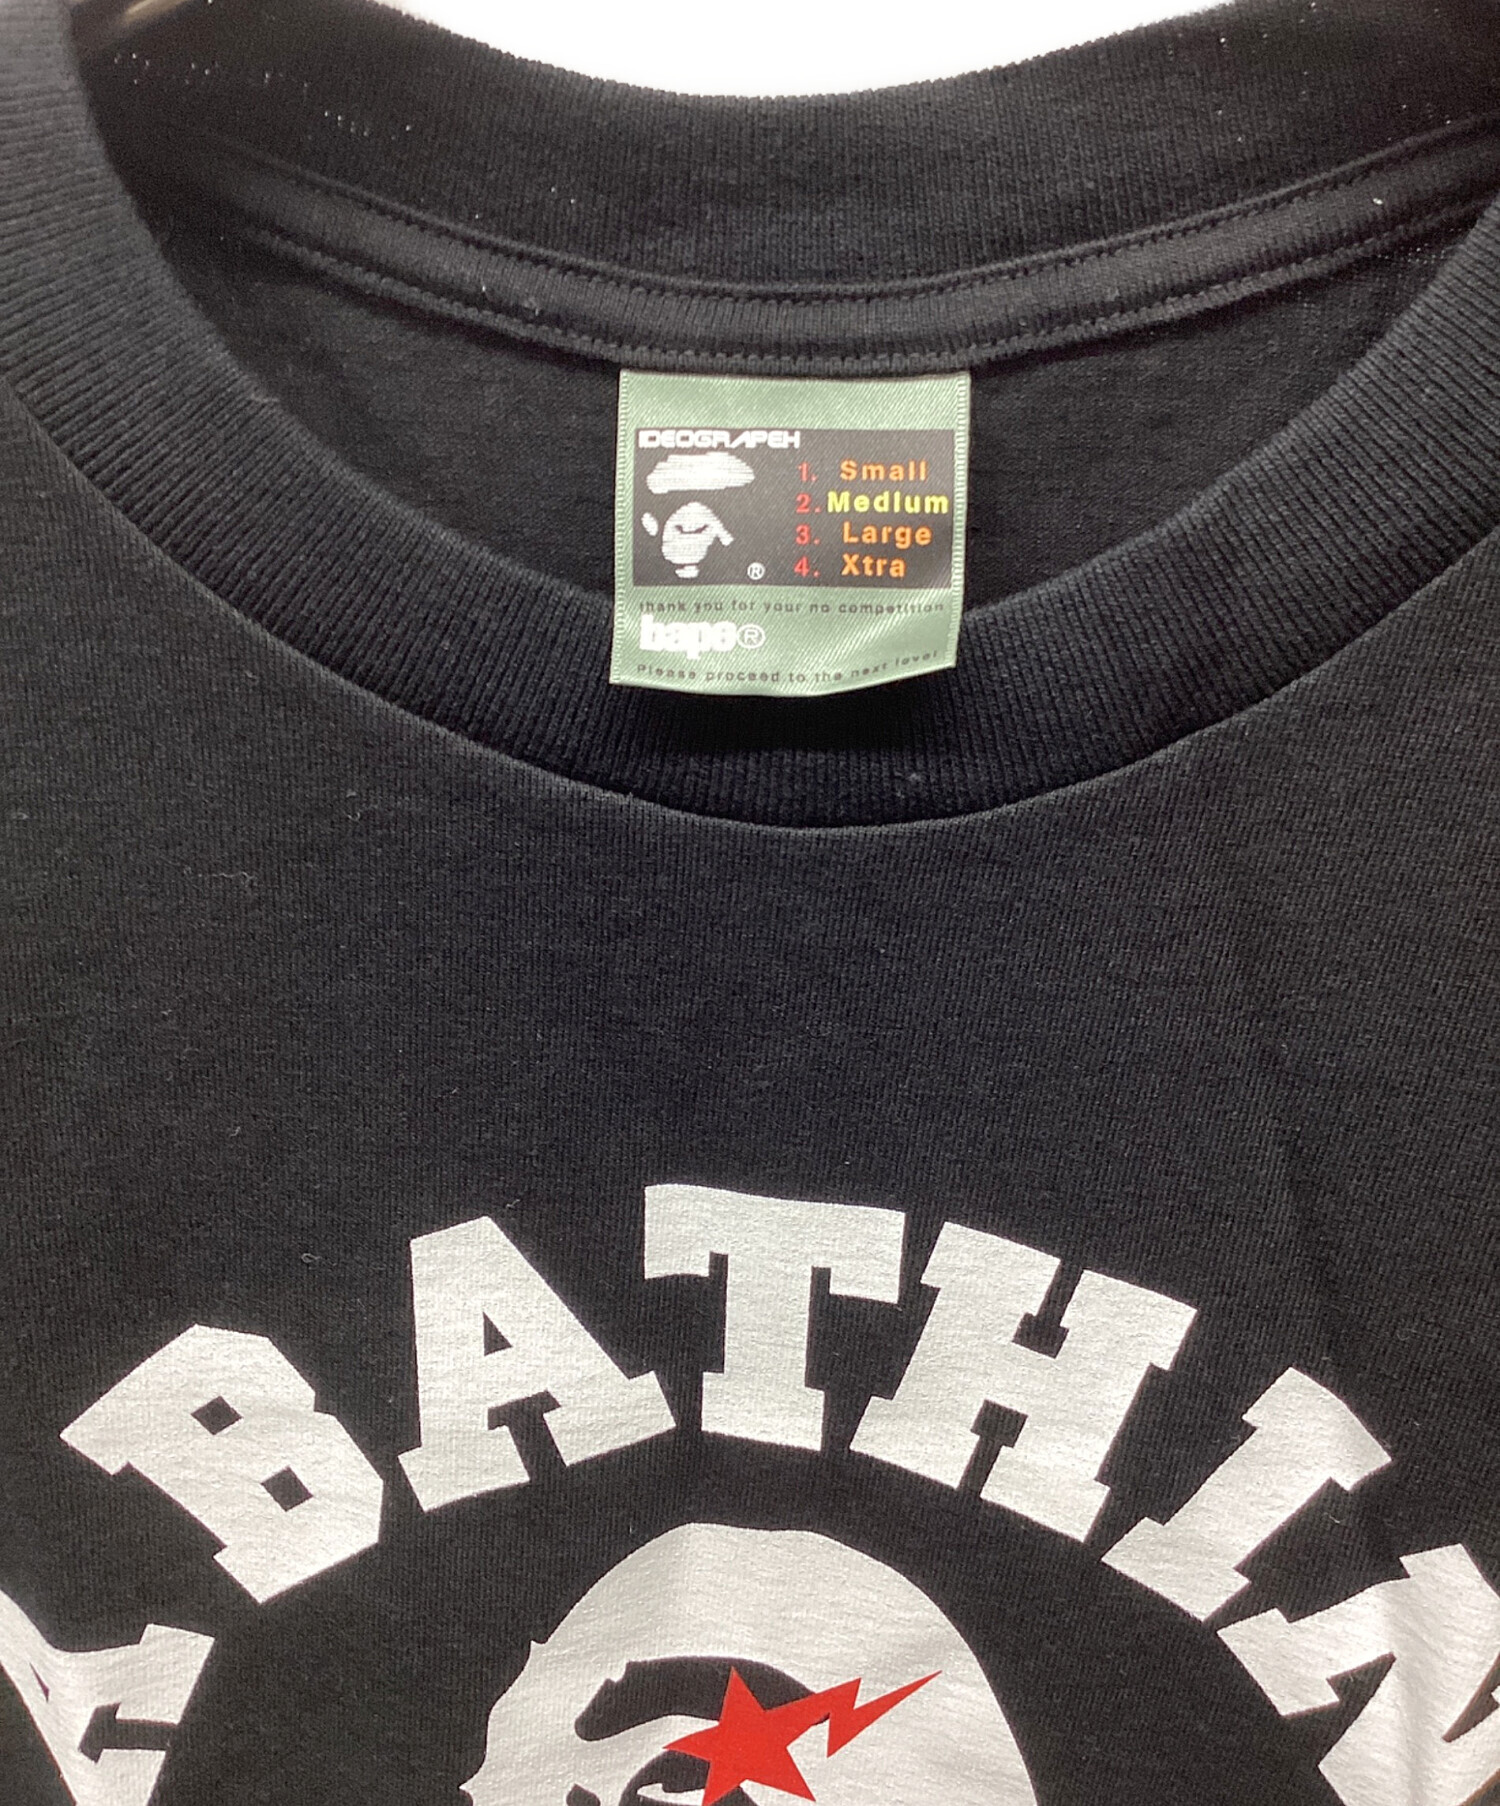 IDEOGRAPEH
1. Small
2. Medium
3. Large
4. Xtra
®
thank you for your no competition
bape®
Please proceed to the next level
A BATHIN